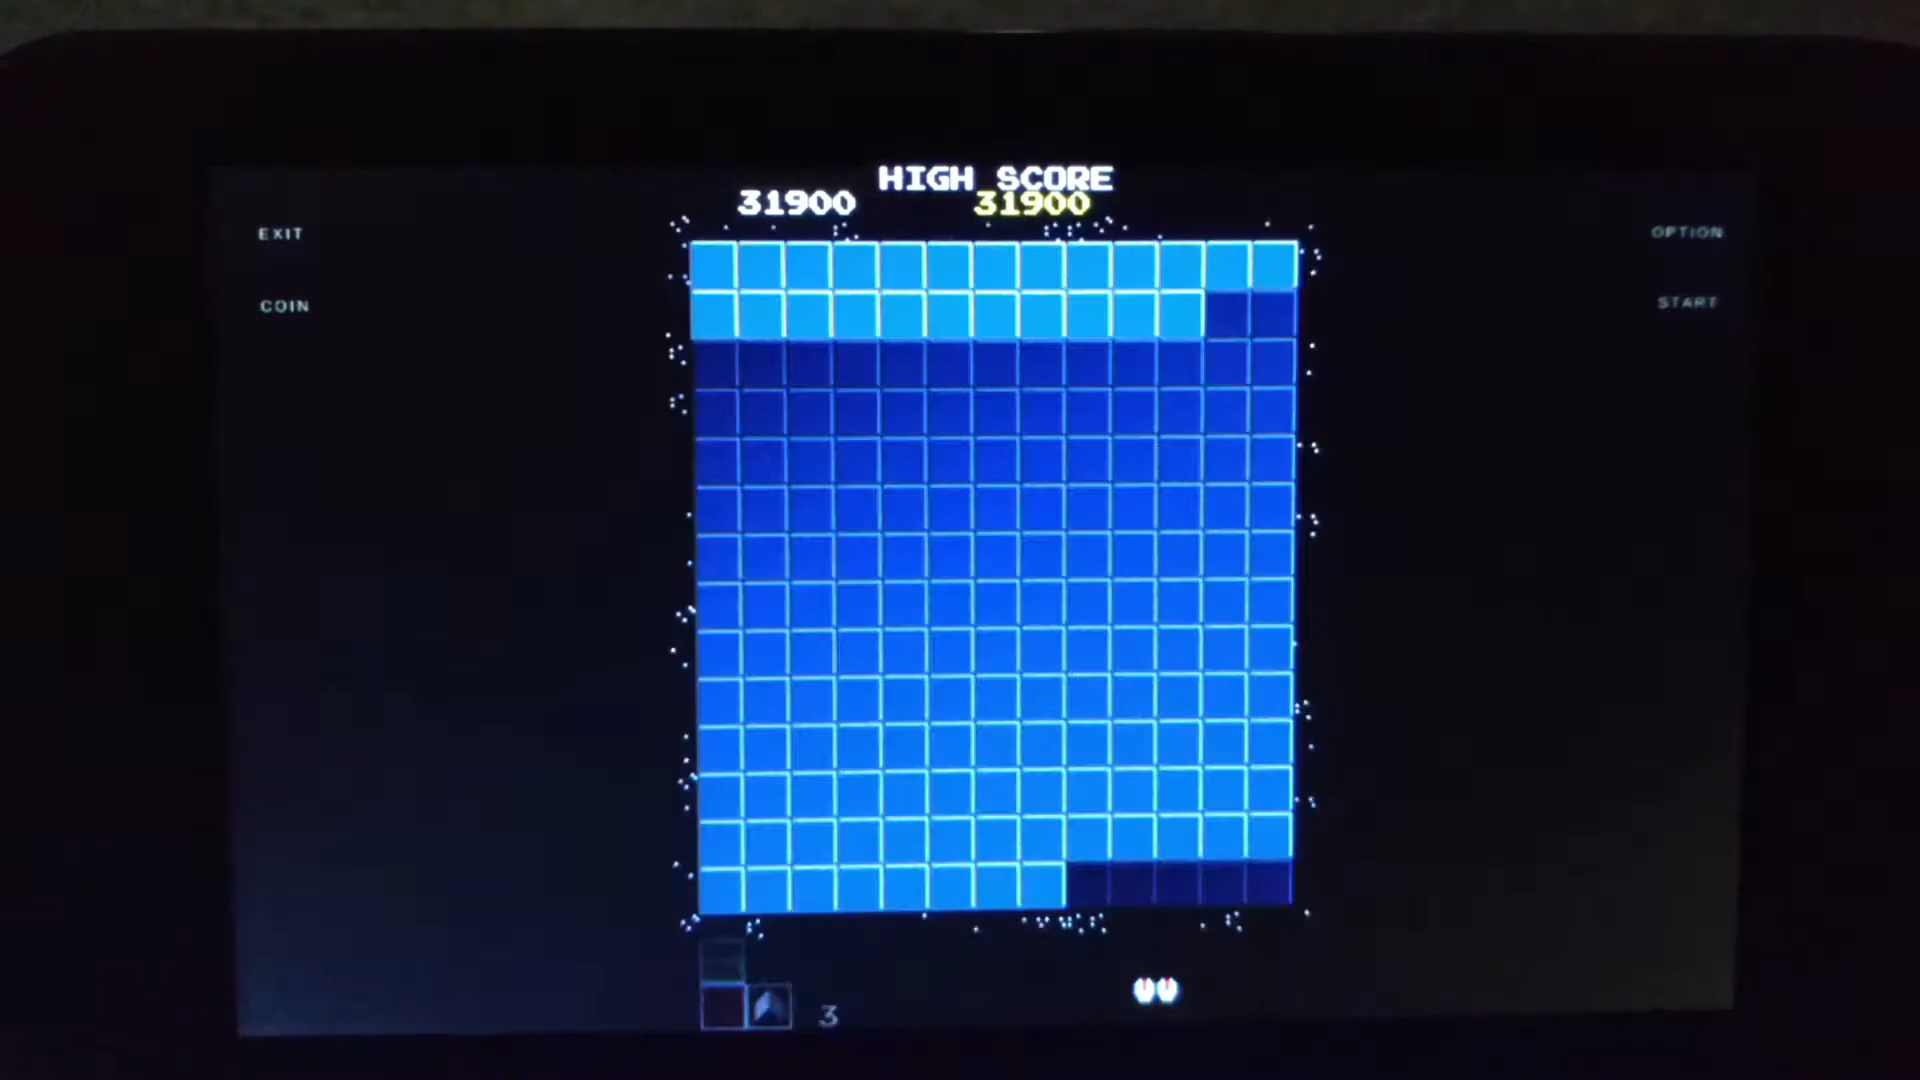 HIGH SCORE
31900 31900
EXIT OPTION
COIN START
3